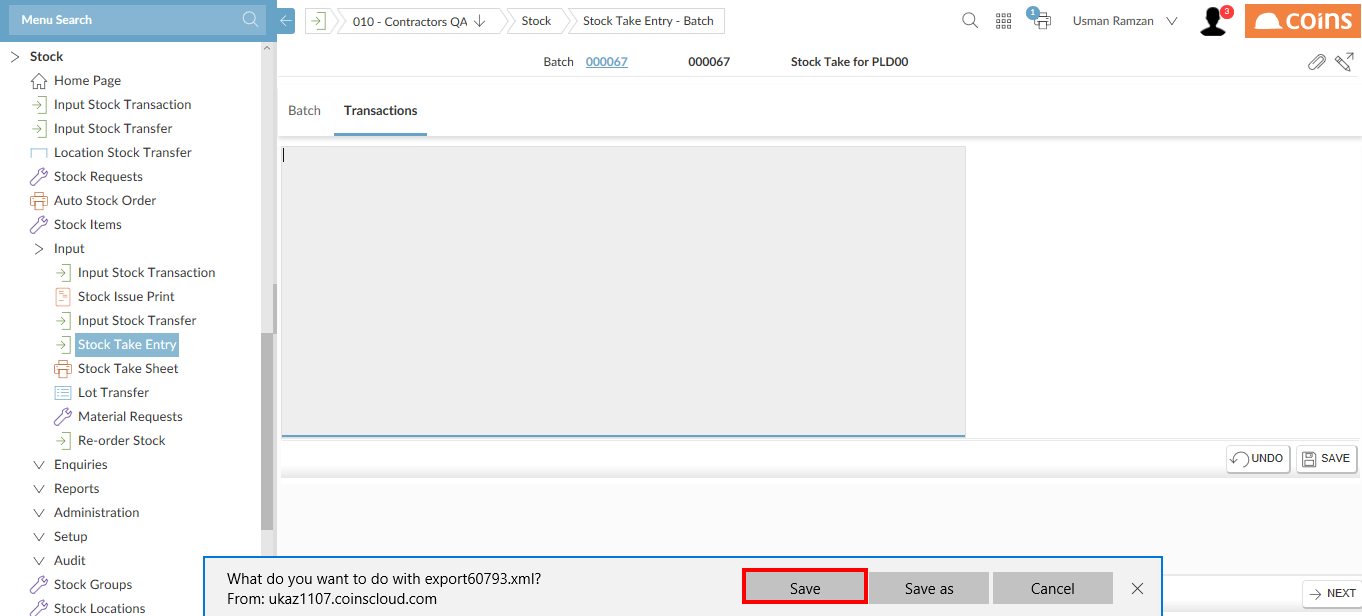 Menu Search
010 - Contractors QA
Stock
Stock Take Entry - Batch
1
Usman Ramzan
3
coins
Batch 000067 000067 Stock Take for PLD00
Batch Transactions
Stock
Home Page
Input Stock Transaction
Input Stock Transfer
Location Stock Transfer
Stock Requests
Auto Stock Order
Stock Items
Input
Input Stock Transaction
Stock Issue Print
Input Stock Transfer
Stock Take Entry
Stock Take Sheet
Lot Transfer
Material Requests
Re-order Stock
Enquiries
Reports
Administration
Setup
Audit
Stock Groups
Stock Locations
UNDO SAVE
What do you want to do with export60793.xml?
From: ukaz1107.coinscloud.com
Save Save as Cancel
NEXT